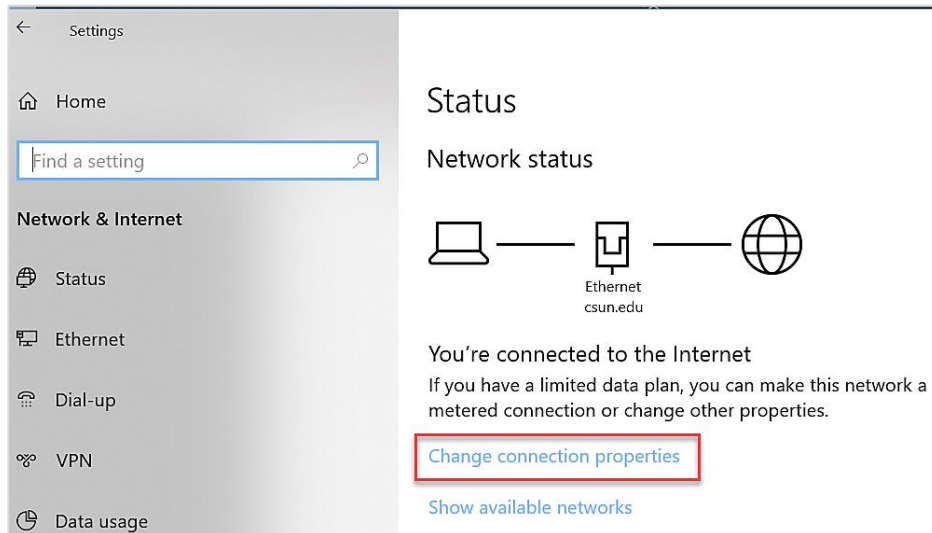 Settings
Home
Find a setting
Network & Internet
Status
Ethernet
Dial-up
VPN
Data usage
Status
Network status
Ethernet
csun.edu
You're connected to the Internet
If you have a limited data plan, you can make this network a
metered connection or change other properties.
Change connection properties
Show available networks